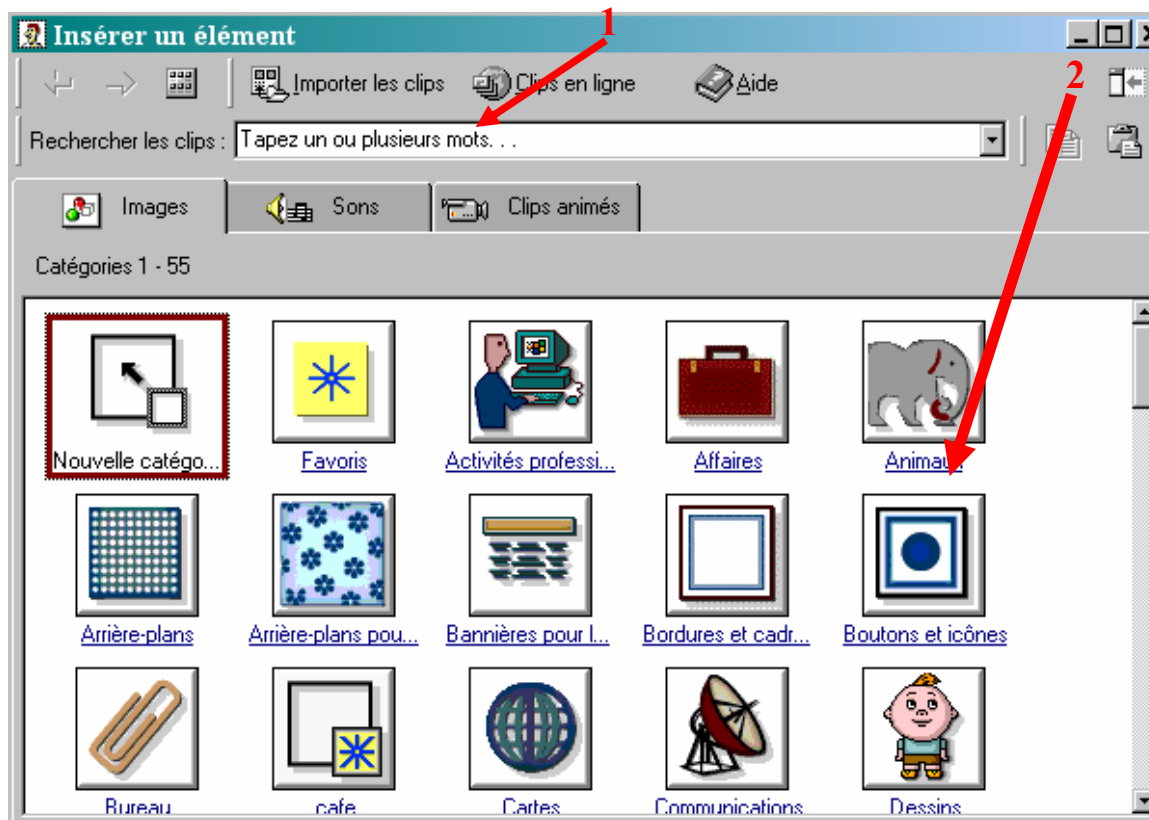 1
Insérer un élément
2
Importer les clips Clips en ligne Aide
Rechercher les clips : Tapez un ou plusieurs mots. . .
Images Sons Clips animés
Catégories 1 - 55
Nouvelle catégo... Favoris Activités professi... Affaires Animaux
Arrière-plans Arrière-plans pou... Bannières pour l... Bordures et cadr... Boutons et icônes
Bureau cafe Cartes Communications Dessins